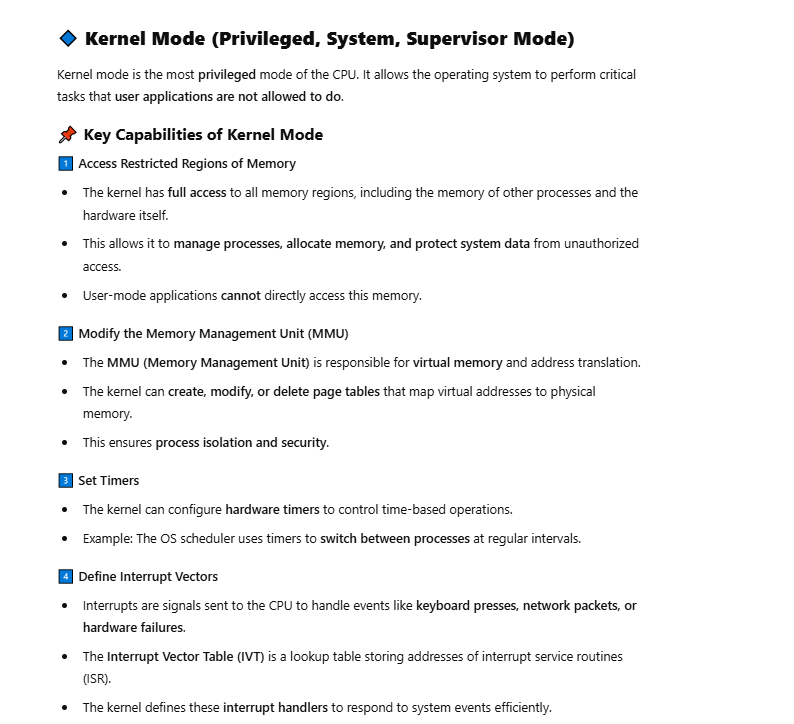 🔷 Kernel Mode (Privileged, System, Supervisor Mode)
Kernel mode is the most privileged mode of the CPU. It allows the operating system to perform critical
tasks that user applications are not allowed to do.
📌 Key Capabilities of Kernel Mode
1️⃣ Access Restricted Regions of Memory
• The kernel has full access to all memory regions, including the memory of other processes and the
hardware itself.
• This allows it to manage processes, allocate memory, and protect system data from unauthorized
access.
• User-mode applications cannot directly access this memory.
2️⃣ Modify the Memory Management Unit (MMU)
• The MMU (Memory Management Unit) is responsible for virtual memory and address translation.
• The kernel can create, modify, or delete page tables that map virtual addresses to physical
memory.
• This ensures process isolation and security.
3️⃣ Set Timers
• The kernel can configure hardware timers to control time-based operations.
• Example: The OS scheduler uses timers to switch between processes at regular intervals.
4️⃣ Define Interrupt Vectors
• Interrupts are signals sent to the CPU to handle events like keyboard presses, network packets, or
hardware failures.
• The Interrupt Vector Table (IVT) is a lookup table storing addresses of interrupt service routines
(ISR).
• The kernel defines these interrupt handlers to respond to system events efficiently.